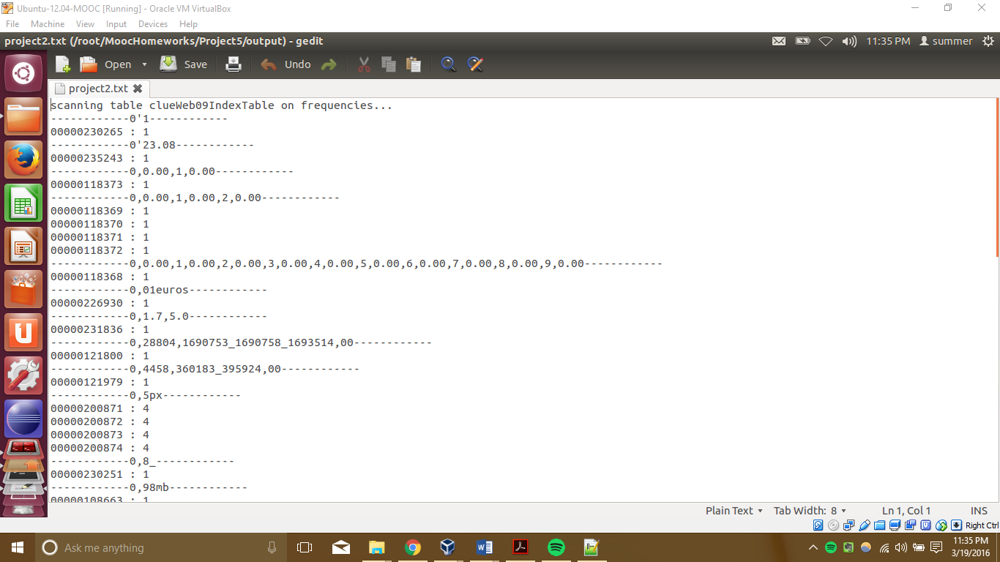 Ubuntu-12.04-MOOC [Running] - Oracle VM VirtualBox
File Machine View Input Devices Help
project2.txt (/root/MoocHomeworks/Project5/output) - gedit 11:35 PM summer
Open Save Undo
project2.txt
scanning table clueWeb09IndexTable on frequencies...
------------0'1------------
00000230265 : 1
------------0'23.08------------
00000235243 : 1
------------0,0.00,1,0.00------------
00000118373 : 1
------------0,0.00,1,0.00,2,0.00------------
00000118369 : 1
00000118370 : 1
00000118371 : 1
00000118372 : 1
------------0,0.00,1,0.00,2,0.00,3,0.00,4,0.00,5,0.00,6,0.00,7,0.00,8,0.00,9,0.00------------
00000118368 : 1
------------0,01euros------------
00000226930 : 1
------------0,1.7,5.0------------
00000231836 : 1
------------0,28804,1690753_1690758_1693514,00------------
00000121800 : 1
------------0,4458,360183_395924,00------------
00000121979 : 1
------------0,5px------------
00000200871 : 4
00000200872 : 4
00000200873 : 4
00000200874 : 4
------------0,8_------------
00000230251 : 1
------------0,98mb------------
00000108663 : 1
Plain Text Tab Width: 8 Ln 1, Col 1 INS
Right Ctrl
Ask me anything
11:35 PM
3/19/2016